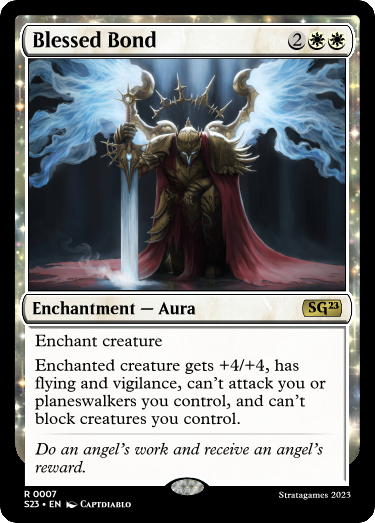 Blessed Bond 2
Enchantment — Aura SG23
Enchant creature
Enchanted creature gets +4/+4, has
flying and vigilance, can't attack you or
planeswalkers you control, and can't
block creatures you control.
Do an angel's work and receive an angel's
reward.
R 0007
S23 • EN CAPTDIABLO Stratagames 2023